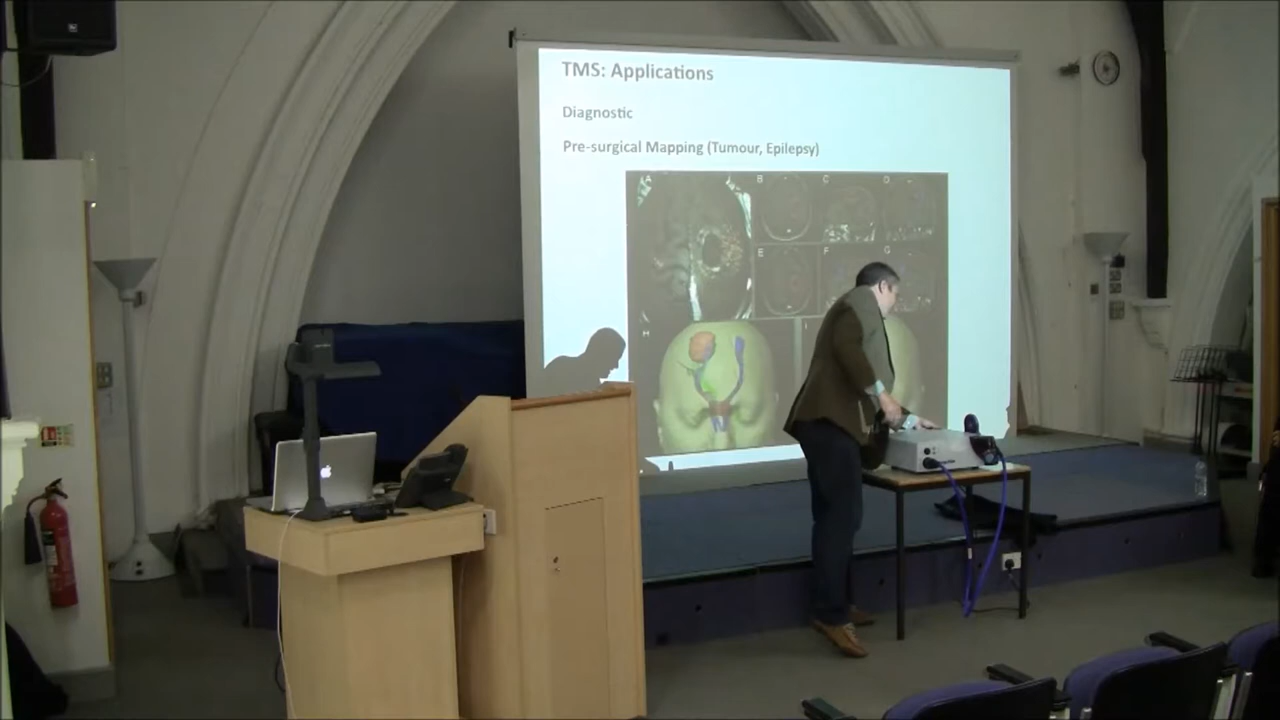 TMS: Applications
Diagnostic
Pre-surgical Mapping (Tumour, Epilepsy)
A
B
C
D
E
F
G
H